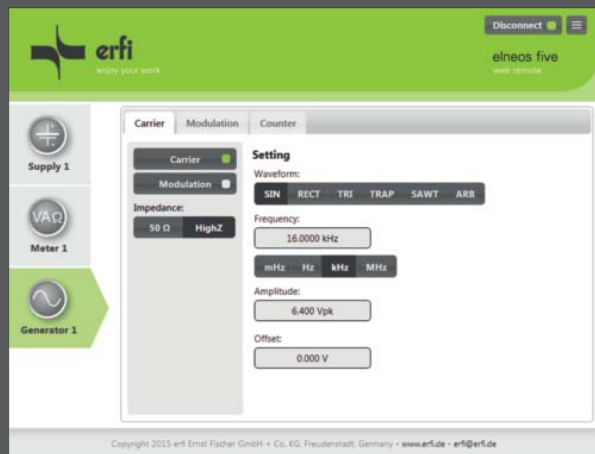 Disconnect
erfi
enjoy your work
elneos five
web remote
Carrier Modulation Counter
Supply 1
VAΩ
Meter 1
Generator 1
Carrier
Modulation
Impedance:
50 Ω HighZ
Setting
Waveform:
SIN RECT TRI TRAP SAWT ARB
Frequency:
16.0000 kHz
mHz Hz kHz MHz
Amplitude:
6.400 Vpk
Offset:
0.000 V
Copyright 2015 erfi Ernst Fischer GmbH + Co. KG, Freudenstadt, Germany - www.erfi.de - erfi@erfi.de